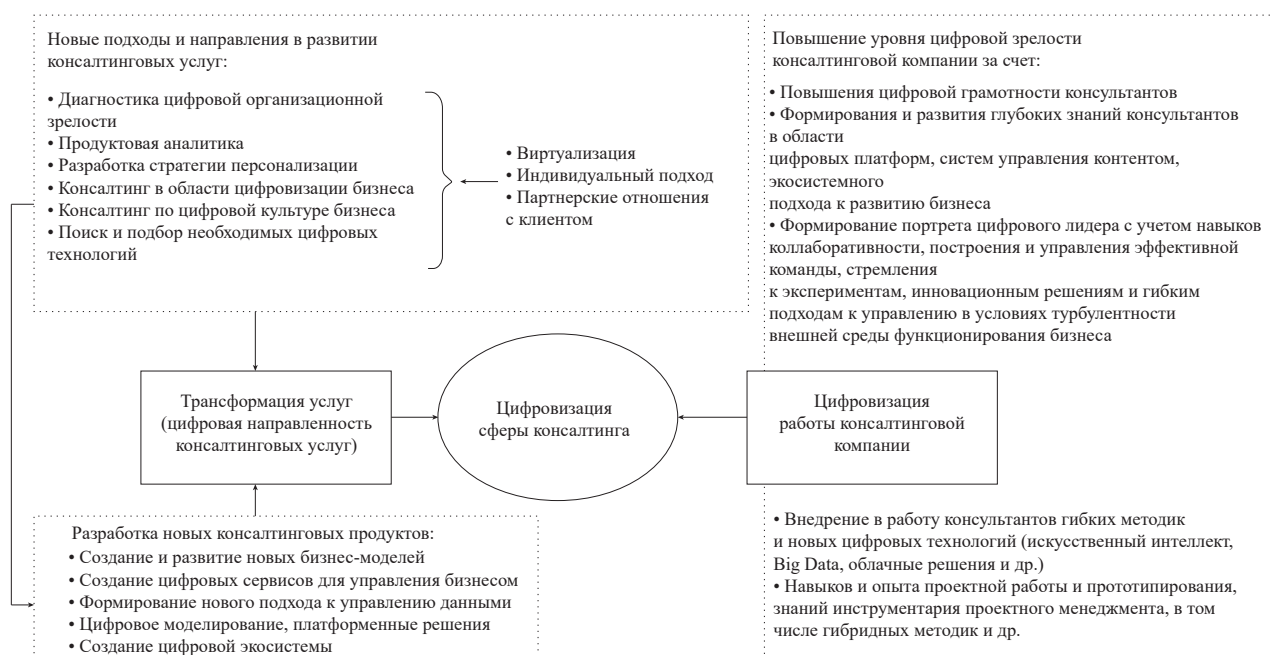 Новые подходы и направления в развитии
консалтинговых услуг:
• Диагностика цифровой организационной
зрелости
• Продуктовая аналитика
• Разработка стратегии персонализации
• Консалтинг в области цифровизации бизнеса
• Консалтинг по цифровой культуре бизнеса
• Поиск и подбор необходимых цифровых
технологий
• Виртуализация
• Индивидуальный подход
• Партнерские отношения
с клиентом
Повышение уровня цифровой зрелости
консалтинговой компании за счет:
• Повышения цифровой грамотности консультантов
• Формирования и развития глубоких знаний консультантов
в области
цифровых платформ, систем управления контентом,
экосистемного
подхода к развитию бизнеса
• Формирование портрета цифрового лидера с учетом навыков
коллаборативности, построения и управления эффективной
команды, стремления
к экспериментам, инновационным решениям и гибким
подходам к управлению в условиях турбулентности
внешней среды функционирования бизнеса
Трансформация услуг
(цифровая направленность
консалтинговых услуг)
Цифровизация
сферы консалтинга
Цифровизация
работы консалтинговой
компании
Разработка новых консалтинговых продуктов:
• Создание и развитие новых бизнес-моделей
• Создание цифровых сервисов для управления бизнесом
• Формирование нового подхода к управлению данными
• Цифровое моделирование, платформенные решения
• Создание цифровой экосистемы
• Внедрение в работу консультантов гибких методик
и новых цифровых технологий (искусственный интеллект,
Big Data, облачные решения и др.)
• Навыков и опыта проектной работы и прототипирования,
знаний инструментария проектного менеджмента, в том
числе гибридных методик и др.